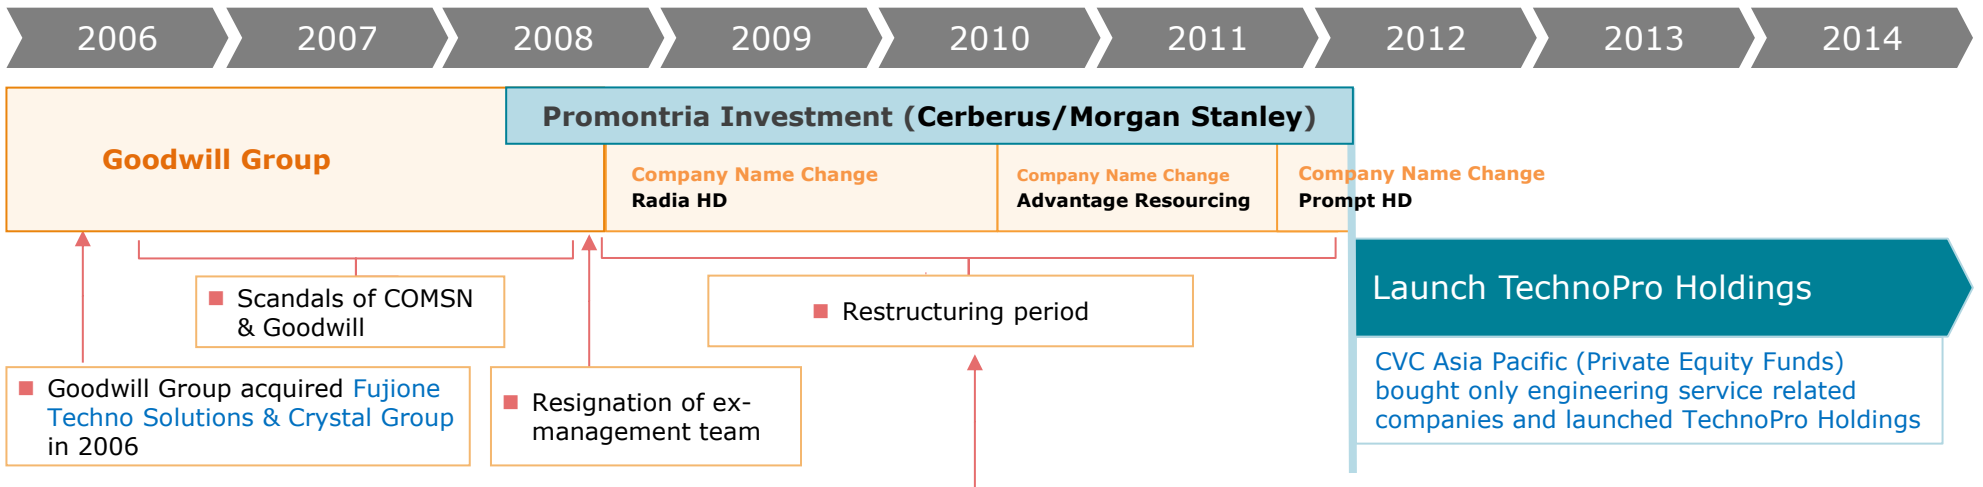 2006 2007 2008 2009 2010 2011 2012 2013 2014
Promontria Investment (Cerberus/Morgan Stanley)
Goodwill Group
Company Name Change
Radia HD
Company Name Change
Advantage Resourcing
Company Name Change
Prompt HD
Scandals of COMSN
& Goodwill
Restructuring period
Launch TechnoPro Holdings
Goodwill Group acquired Fujione
Techno Solutions & Crystal Group
in 2006
Resignation of ex-
management team
CVC Asia Pacific (Private Equity Funds)
bought only engineering service related
companies and launched TechnoPro Holdings